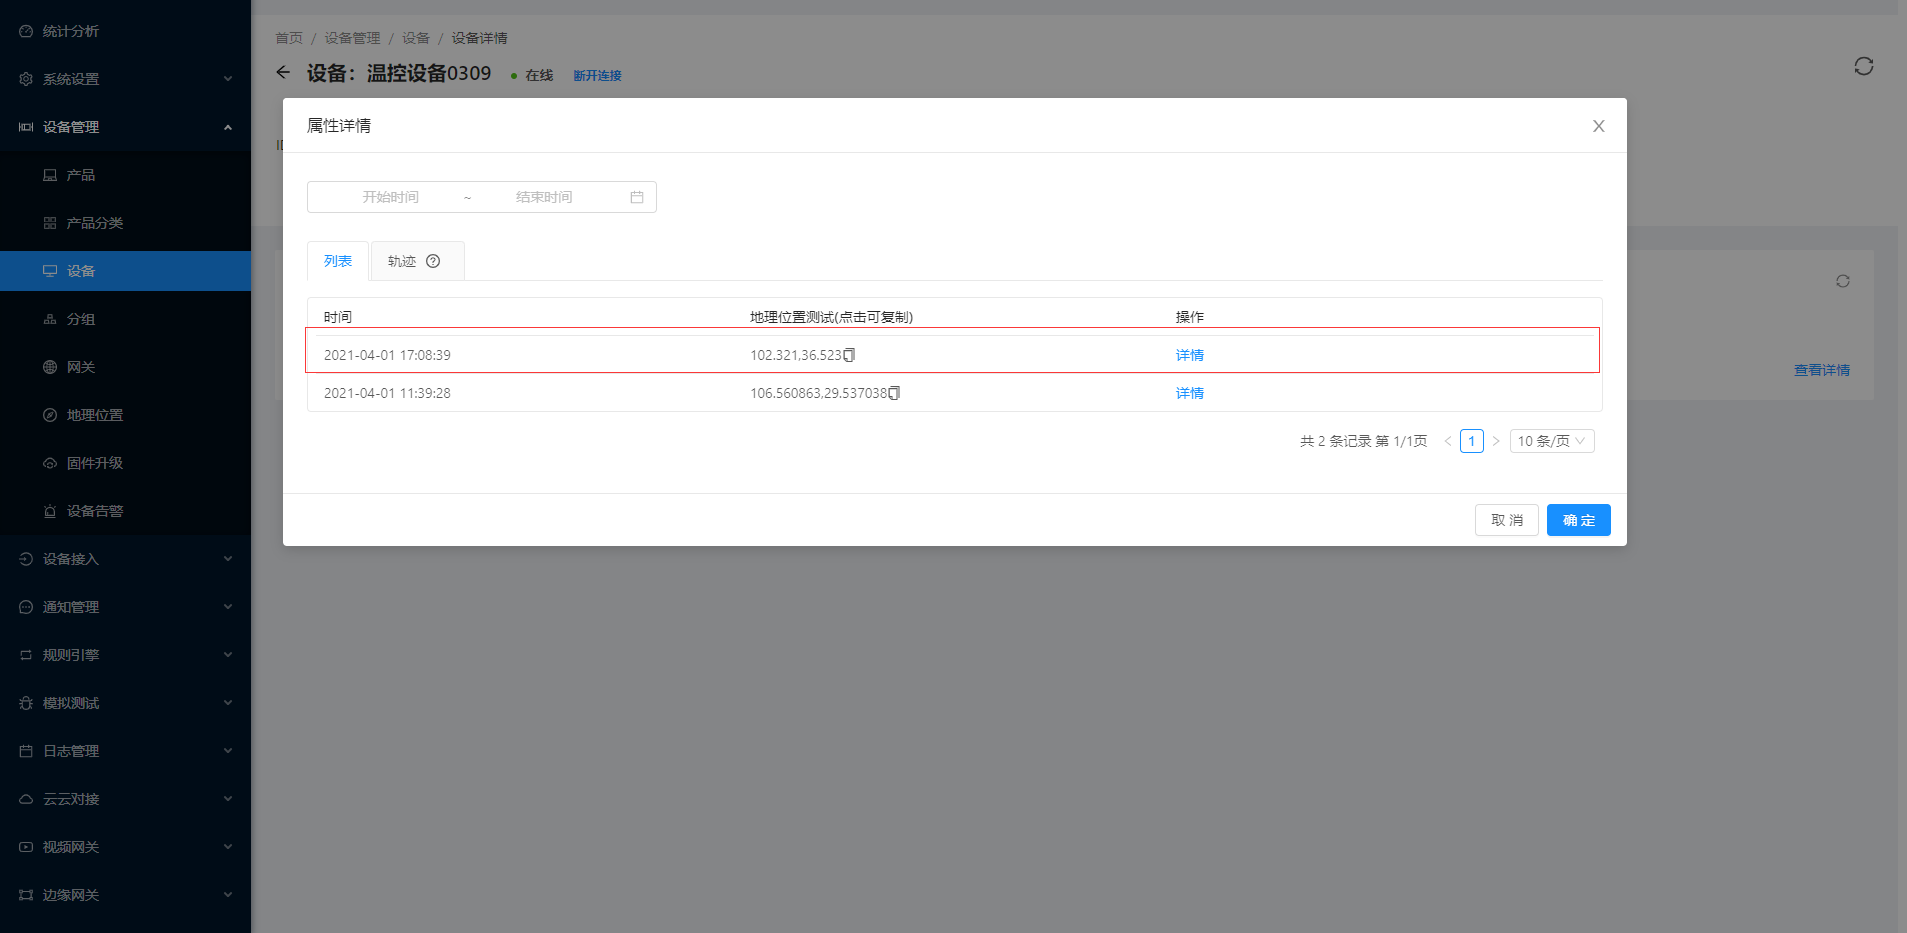 统计分析
系统设置
设备管理
产品
产品分类
设备
分组
网关
地理位置
固件升级
设备告警
设备接入
通知管理
规则引擎
模拟测试
日志管理
云云对接
视频网关
边缘网关
首页 / 设备管理 / 设备 / 设备详情
设备：温控设备0309 在线 断开连接
属性详情
开始时间 ~ 结束时间
列表 轨迹
时间 地理位置测试(点击可复制) 操作
2021-04-01 17:08:39 102.321,36.523 详情
2021-04-01 11:39:28 106.560863,29.537038 详情
共 2 条记录 第 1/1页 < 1 > 10 条/页
取 消 确 定
查看详情